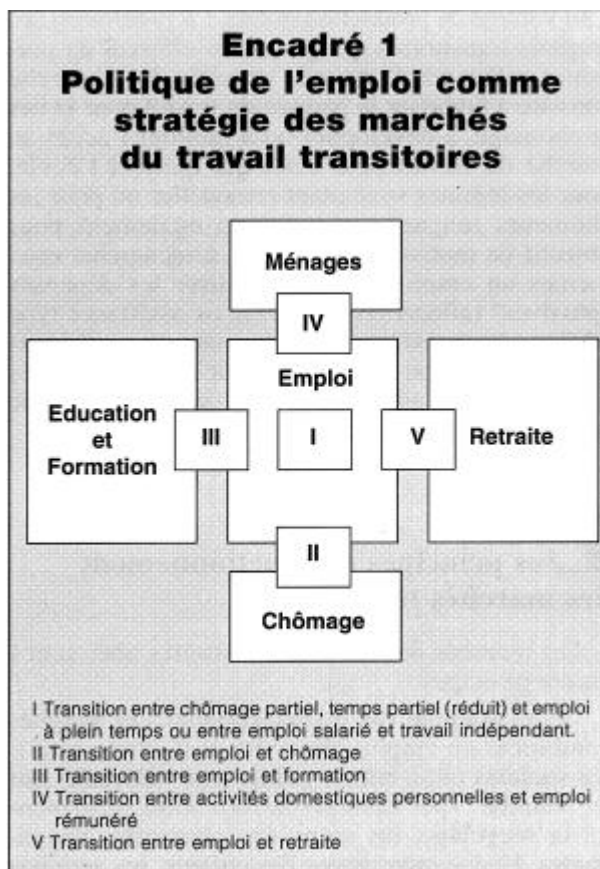 Encadré 1
Politique de l'emploi comme
stratégie des marchés
du travail transitoires
Ménages
IV
Emploi
Education
et
Formation
III
I
V
Retraite
II
Chômage
I Transition entre chômage partiel, temps partiel (réduit) et emploi
à plein temps ou entre emploi salarié et travail indépendant.
II Transition entre emploi et chômage
III Transition entre emploi et formation
IV Transition entre activités domestiques personnelles et emploi
rémunéré
V Transition entre emploi et retraite